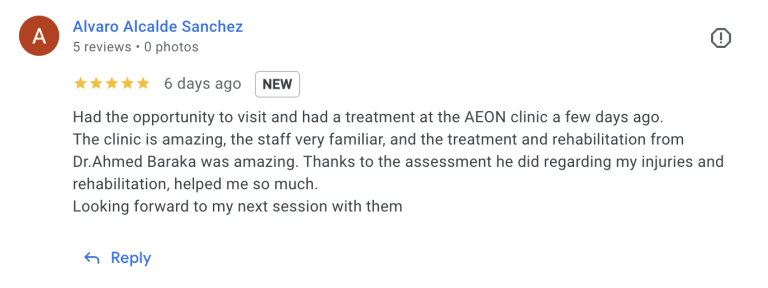 A
Alvaro Alcalde Sanchez
5 reviews • 0 photos
6 days ago NEW
Had the opportunity to visit and had a treatment at the AEON clinic a few days ago.
The clinic is amazing, the staff very familiar, and the treatment and rehabilitation from
Dr.Ahmed Baraka was amazing. Thanks to the assessment he did regarding my injuries and
rehabilitation, helped me so much.
Looking forward to my next session with them
Reply